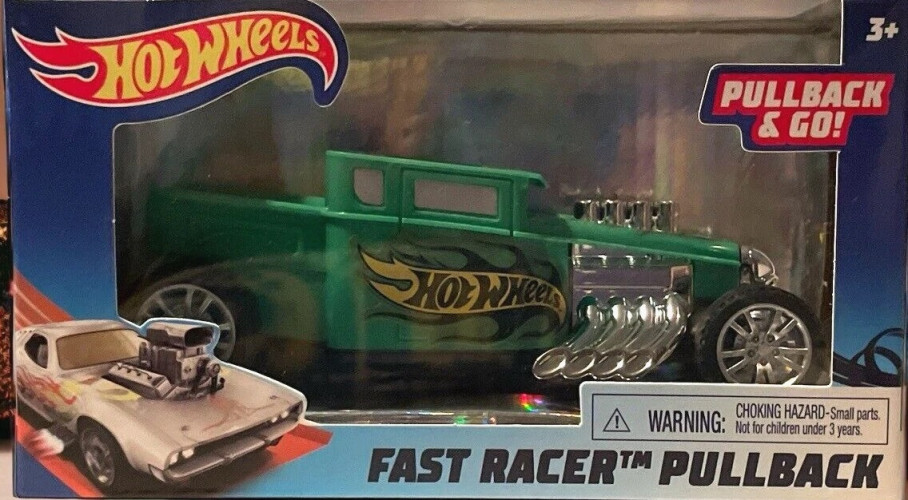 HOT WHEELS
3+
PULLBACK
& GO!
HOT WHEELS
WARNING: CHOKING HAZARD-Small parts.
Not for children under 3 years.
FAST RACER™ PULLBACK